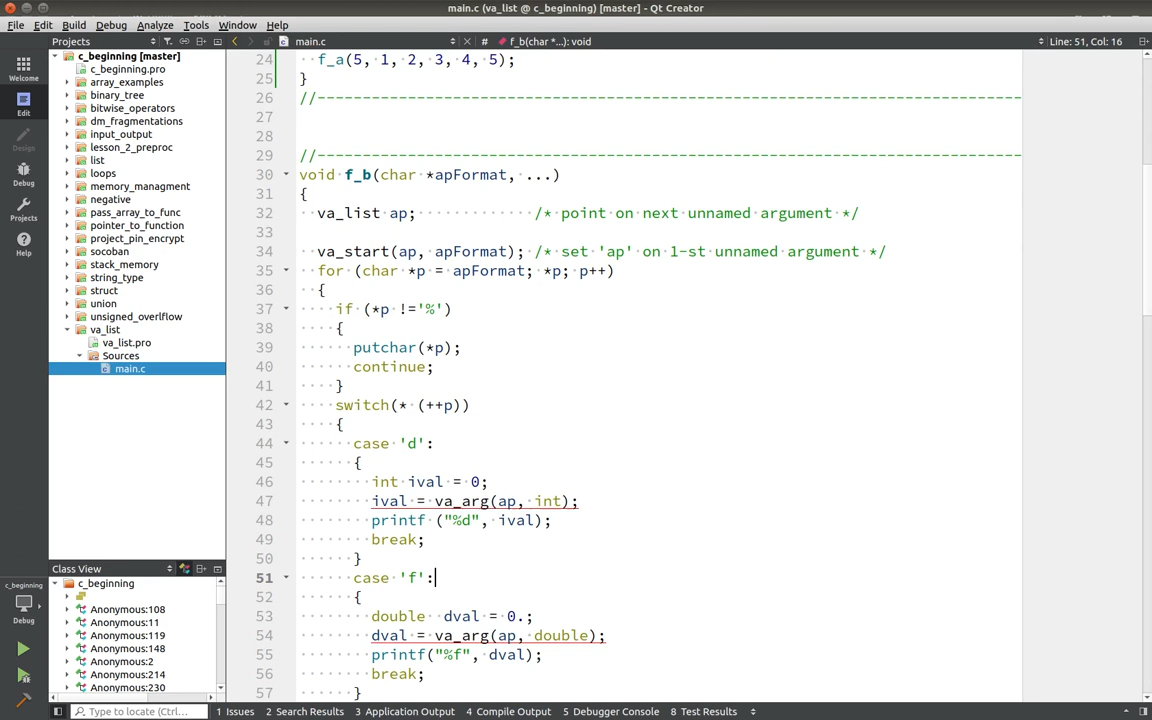 main.c (va_list @ c_beginning) [master] - Qt Creator
File Edit Build Debug Analyze Tools Window Help
Projects
main.c
# f_b(char *...): void
Line: 51, Col: 16
Welcome
Edit
Design
Debug
Projects
Help
c_beginning
Debug
c_beginning [master]
c_beginning.pro
array_examples
binary_tree
bitwise_operators
dm_fragmentations
input_output
lesson_2_preproc
list
loops
memory_managment
negative
pass_array_to_func
pointer_to_function
project_pin_encrypt
socoban
stack_memory
string_type
struct
union
unsigned_overlflow
va_list
va_list.pro
Sources
main.c
Class View
c_beginning
Anonymous:108
Anonymous:11
Anonymous:119
Anonymous:148
Anonymous:2
Anonymous:214
Anonymous:230
24 f_a(5, 1, 2, 3, 4, 5);
25 }
26 //------------------------------------------------------------------------------
27
28
29 //------------------------------------------------------------------------------
30 void f_b(char *apFormat, ...)
31 {
32 va_list ap; /* point on next unnamed argument */
33
34 va_start(ap, apFormat); /* set 'ap' on 1-st unnamed argument */
35 for (char *p = apFormat; *p; p++)
36 {
37 if (*p !='%')
38 {
39 putchar(*p);
40 continue;
41 }
42 switch(* (++p))
43 {
44 case 'd':
45 {
46 int ival = 0;
47 ival = va_arg(ap, int);
48 printf ("%d", ival);
49 break;
50 }
51 case 'f':
52 {
53 double dval = 0.;
54 dval = va_arg(ap, double);
55 printf("%f", dval);
56 break;
57 }
Type to locate (Ctrl...
1 Issues 2 Search Results 3 Application Output 4 Compile Output 5 Debugger Console 8 Test Results